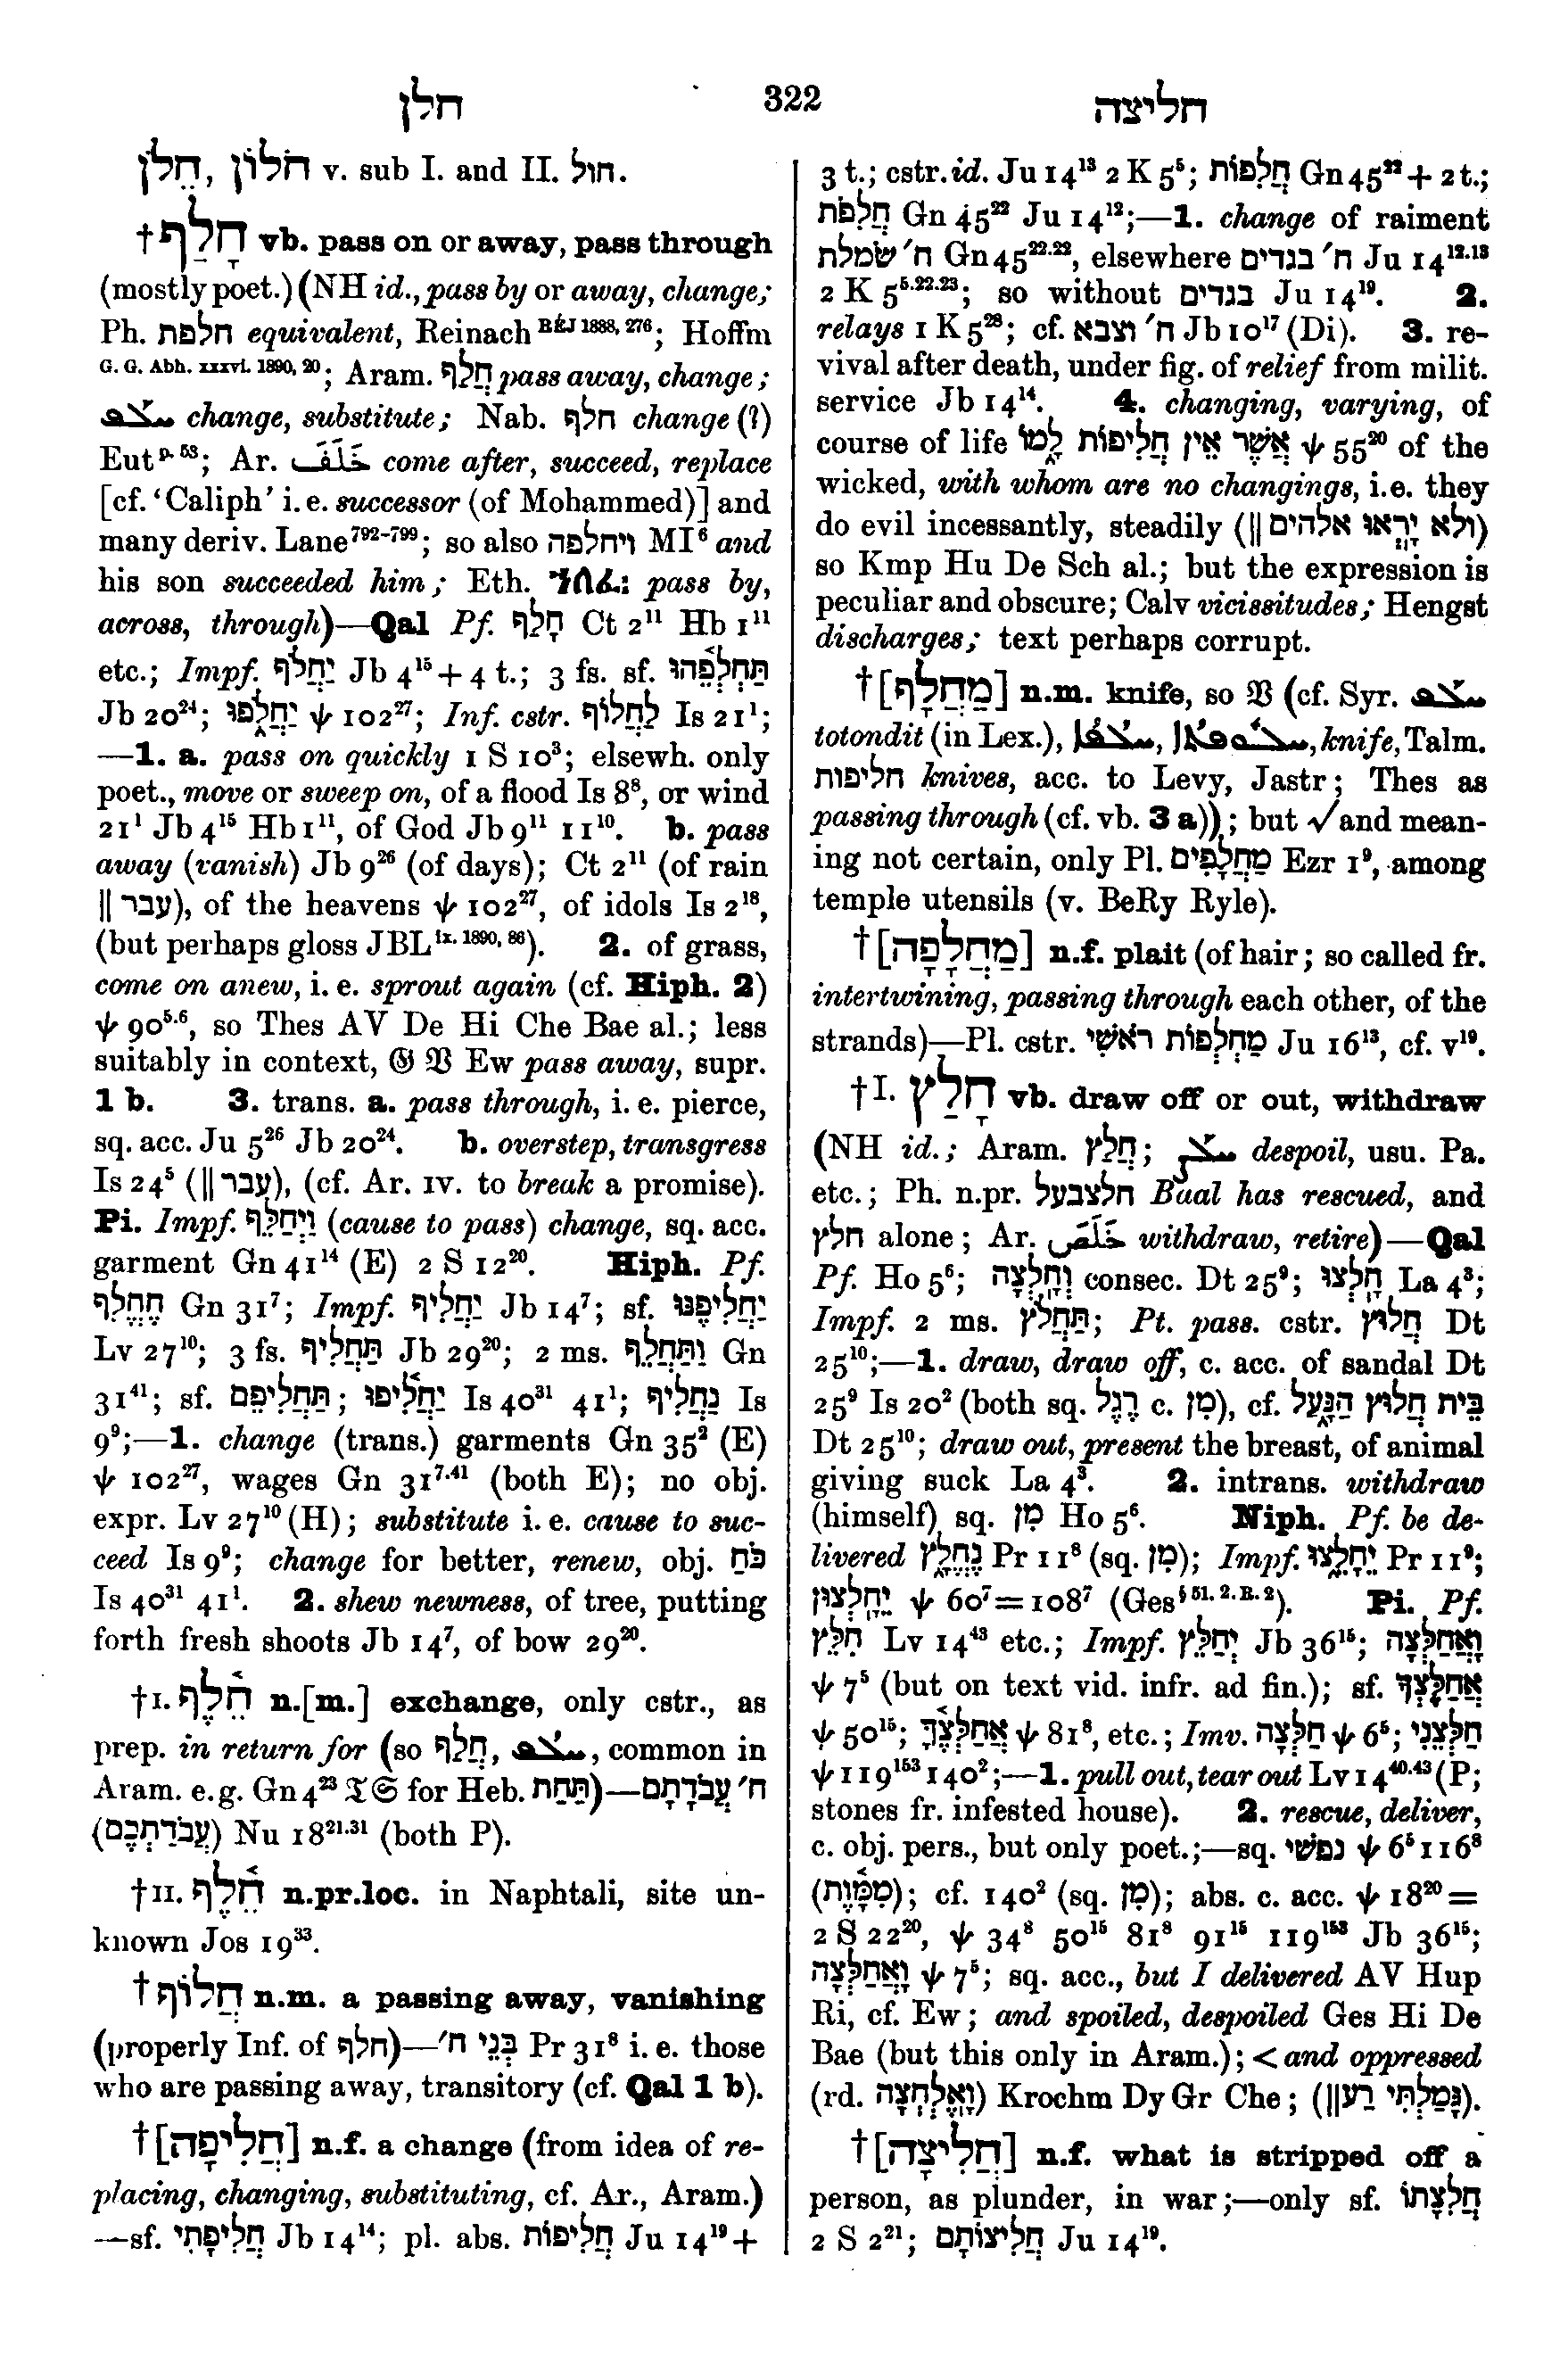 חלן 322 חליצה
חַלּוֹן, חֵלֹן v. sub I. and II. חול.
†חָלַף vb. pass on or away, pass through
(mostly poet.) (NH id., pass by or away, change;
Ph. חלפת equivalent, Reinach RÉJ 1888, 276; Hoffm
G. G. Abh. xxxvi. 1890, 20; Aram. חֲלַף pass away, change;
ܚܠܦ change, substitute; Nab. חלף change (?)
Eut p. 53; Ar. خَلَفَ come after, succeed, replace
[cf. ‘Caliph’ i. e. successor (of Mohammed)] and
many deriv. Lane 792-799; so also ויחלפה MI 6 and
his son succeeded him; Eth. ኀለፈ: pass by,
across, through)—Qal Pf. חָלַף Ct 2 11 Hb 1 11
etc.; Impf. יַחֲלֹף Jb 4 15 + 4 t.; 3 fs. sf. תַּחְלְפֵהוּ
Jb 20 24; יַחֲלֹפוּ ψ 102 27; Inf. cstr. לַחֲלוֹף Is 21 1;
—1. a. pass on quickly 1 S 10 3; elsewh. only
poet., move or sweep on, of a flood Is 8 8, or wind
21 1 Jb 4 15 Hb 1 11, of God Jb 9 11 11 10. b. pass
away (vanish) Jb 9 26 (of days); Ct 2 11 (of rain
|| עבר), of the heavens ψ 102 27, of idols Is 2 18,
(but perhaps gloss JBL ix. 1890, 86). 2. of grass,
come on anew, i. e. sprout again (cf. Hiph. 2)
ψ 90 5.6, so Thes AV De Hi Che Bae al.; less
suitably in context, 𝔊 𝔙 Ew pass away, supr.
1 b. 3. trans. a. pass through, i. e. pierce,
sq. acc. Ju 5 26 Jb 20 24. b. overstep, transgress
Is 24 5 (|| עבר), (cf. Ar. IV. to break a promise).
Pi. Impf. וַיְחַלֵּף (cause to pass) change, sq. acc.
garment Gn 41 14 (E) 2 S 12 20. Hiph. Pf.
הֶחֱלִף Gn 31 7; Impf. יַחֲלִיף Jb 14 7; sf. יַחֲלִיפֶנּוּ
Lv 27 10; 3 fs. תַּחֲלִיף Jb 29 20; 2 ms. וַתַּחֲלֵף Gn
31 41; sf. תַּחֲלִיפֵם; יַחֲלִיפוּ Is 40 31 41 1; נַחֲלִיף Is
9 9;—1. change (trans.) garments Gn 35 2 (E)
ψ 102 27, wages Gn 31 7.41 (both E); no obj.
expr. Lv 27 10 (H); substitute i. e. cause to suc-
ceed Is 9 9; change for better, renew, obj. כֹּחַ
Is 40 31 41 1. 2. shew newness, of tree, putting
forth fresh shoots Jb 14 7, of bow 29 20.
†I. חֵ֫לֶף n.[m.] exchange, only cstr., as
prep. in return for (so חֲלַף, ܚܠܦ, common in
Aram. e.g. Gn 4 23 𝔗 𝔖 for Heb. תַּחַת)—ח׳ עֲבֹדָתָם
(עֲבֹדַתְכֶם) Nu 18 21.31 (both P).
†II. חֵ֫לֶף n.pr.loc. in Naphtali, site un-
known Jos 19 33.
†חֲלוֹף n.m. a passing away, vanishing
(properly Inf. of חלף)—בְּנֵי ח׳ Pr 31 8 i. e. those
who are passing away, transitory (cf. Qal 1 b).
†[חֲלִיפָה] n.f. a change (from idea of re-
placing, changing, substituting, cf. Ar., Aram.)
—sf. חֲלִיפָתִי Jb 14 14; pl. abs. חֲלִיפוֹת Ju 14 19 +
3 t.; cstr. id. Ju 14 13 2 K 5 5; חֲלִפוֹת Gn 45 22 + 2 t.;
חֲלִפֹת Gn 45 22 Ju 14 12;—1. change of raiment
ח׳ שׂמלת Gn 45 22.22, elsewhere ח׳ בגדים Ju 14 12.13
2 K 5 5.22.23; so without בגדים Ju 14 19. 2.
relays 1 K 5 28; cf. ח׳ וצבא Jb 10 17 (Di). 3. re-
vival after death, under fig. of relief from milit.
service Jb 14 14. 4. changing, varying, of
course of life אֲשֶׁר אֵין חֲלִיפוֹת לָמוֹ ψ 55 20 of the
wicked, with whom are no changings, i.e. they
do evil incessantly, steadily (|| ולא יָרְאוּ אלהים)
so Kmp Hu De Sch al.; but the expression is
peculiar and obscure; Calv vicissitudes; Hengst
discharges; text perhaps corrupt.
†[מַחֲלָף] n.m. knife, so 𝔙 (cf. Syr. ܚܠܦ
totondit (in Lex.), ܚܠܦܐ, ܚܠܘܦܬܐ, knife, Talm.
חליפות knives, acc. to Levy, Jastr; Thes as
passing through (cf. vb. 3 a)); but √ and mean-
ing not certain, only Pl. מַחֲלָפִים Ezr 1 9, among
temple utensils (v. BeRy Ryle).
†[מַחֲלָפָה] n.f. plait (of hair; so called fr.
intertwining, passing through each other, of the
strands)—Pl. cstr. מַחְלְפוֹת רֹאשִׁי Ju 16 13, cf. v 19.
†I. חָלַץ vb. draw off or out, withdraw
(NH id.; Aram. חֲלַץ; ܚܠܨ despoil, usu. Pa.
etc.; Ph. n.pr. חלצבעל Baal has rescued, and
חלץ alone; Ar. خَلَصَ withdraw, retire)—Qal
Pf. Ho 5 6; וְחָלְצָה consec. Dt 25 9; חָלְצוּ La 4 3;
Impf. 2 ms. תַּחֲלֹץ; Pt. pass. cstr. חֲלוּץ Dt
25 10;—1. draw, draw off, c. acc. of sandal Dt
25 9 Is 20 2 (both sq. רֶגֶל c. מִן), cf. בֵּית חֲלוּץ הַנָּעַל
Dt 25 10; draw out, present the breast, of animal
giving suck La 4 3. 2. intrans. withdraw
(himself) sq. מִן Ho 5 6. Niph. Pf. be de-
livered נֶחֱלָץ Pr 11 8 (sq. מִן); Impf. יֵחָלֵצוּ Pr 11 9;
יֵחָלְצוּן ψ 60 7 = 108 7 (Ges § 51. 2. R. 2). Pi. Pf.
חִלֵּץ Lv 14 43 etc.; Impf. יְחַלֵּץ Jb 36 15; וָאֲחַלְּצָה
ψ 7 5 (but on text vid. infr. ad fin.); sf. אֲחַלֶּצְךָּ
ψ 50 15; אֲחַלְּצֶךָּ ψ 81 8, etc.; Imv. חַלְּצָה ψ 6 5; חַלְּצֵנִי
ψ 119 153 140 2;—1. pull out, tear out Lv 14 40.43 (P;
stones fr. infested house). 2. rescue, deliver,
c. obj. pers., but only poet.;—sq. נפשי ψ 6 5 116 8
(מִמָּוֶת); cf. 140 2 (sq. מִן); abs. c. acc. ψ 18 20 =
2 S 22 20, ψ 34 8 50 15 81 8 91 15 119 153 Jb 36 15;
וָאֲחַלְּצָה ψ 7 5; sq. acc., but I delivered AV Hup
Ri, cf. Ew; and spoiled, despoiled Ges Hi De
Bae (but this only in Aram.); < and oppressed
(rd. וָאֶלְחֲצָה) Krochm Dy Gr Che; (|| גָּמַלְתִּי רַע).
†[חֲלִיצָה] n.f. what is stripped off a
person, as plunder, in war;—only sf. חֲלִצָתוֹ
2 S 2 21; חֲלִיצוֹתָם Ju 14 19.